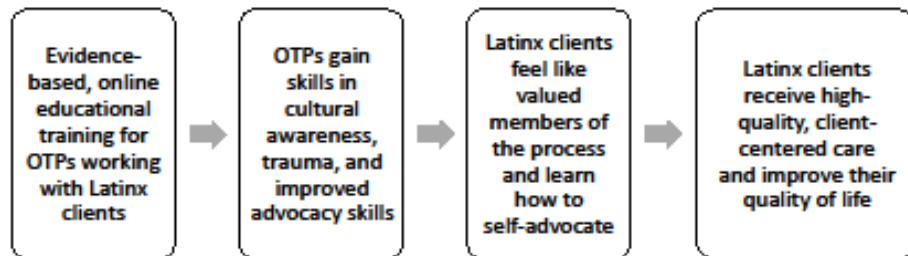 Evidence-
based, online
educational
training for
OTPs working
with Latinx
clients
OTPs gain
skills in
cultural
awareness,
trauma, and
improved
advocacy skills
Latinx clients
feel like
valued
members of
the process
and learn
how to
self-advocate
Latinx clients
receive high-
quality, client-
centered care
and improve their
quality of life